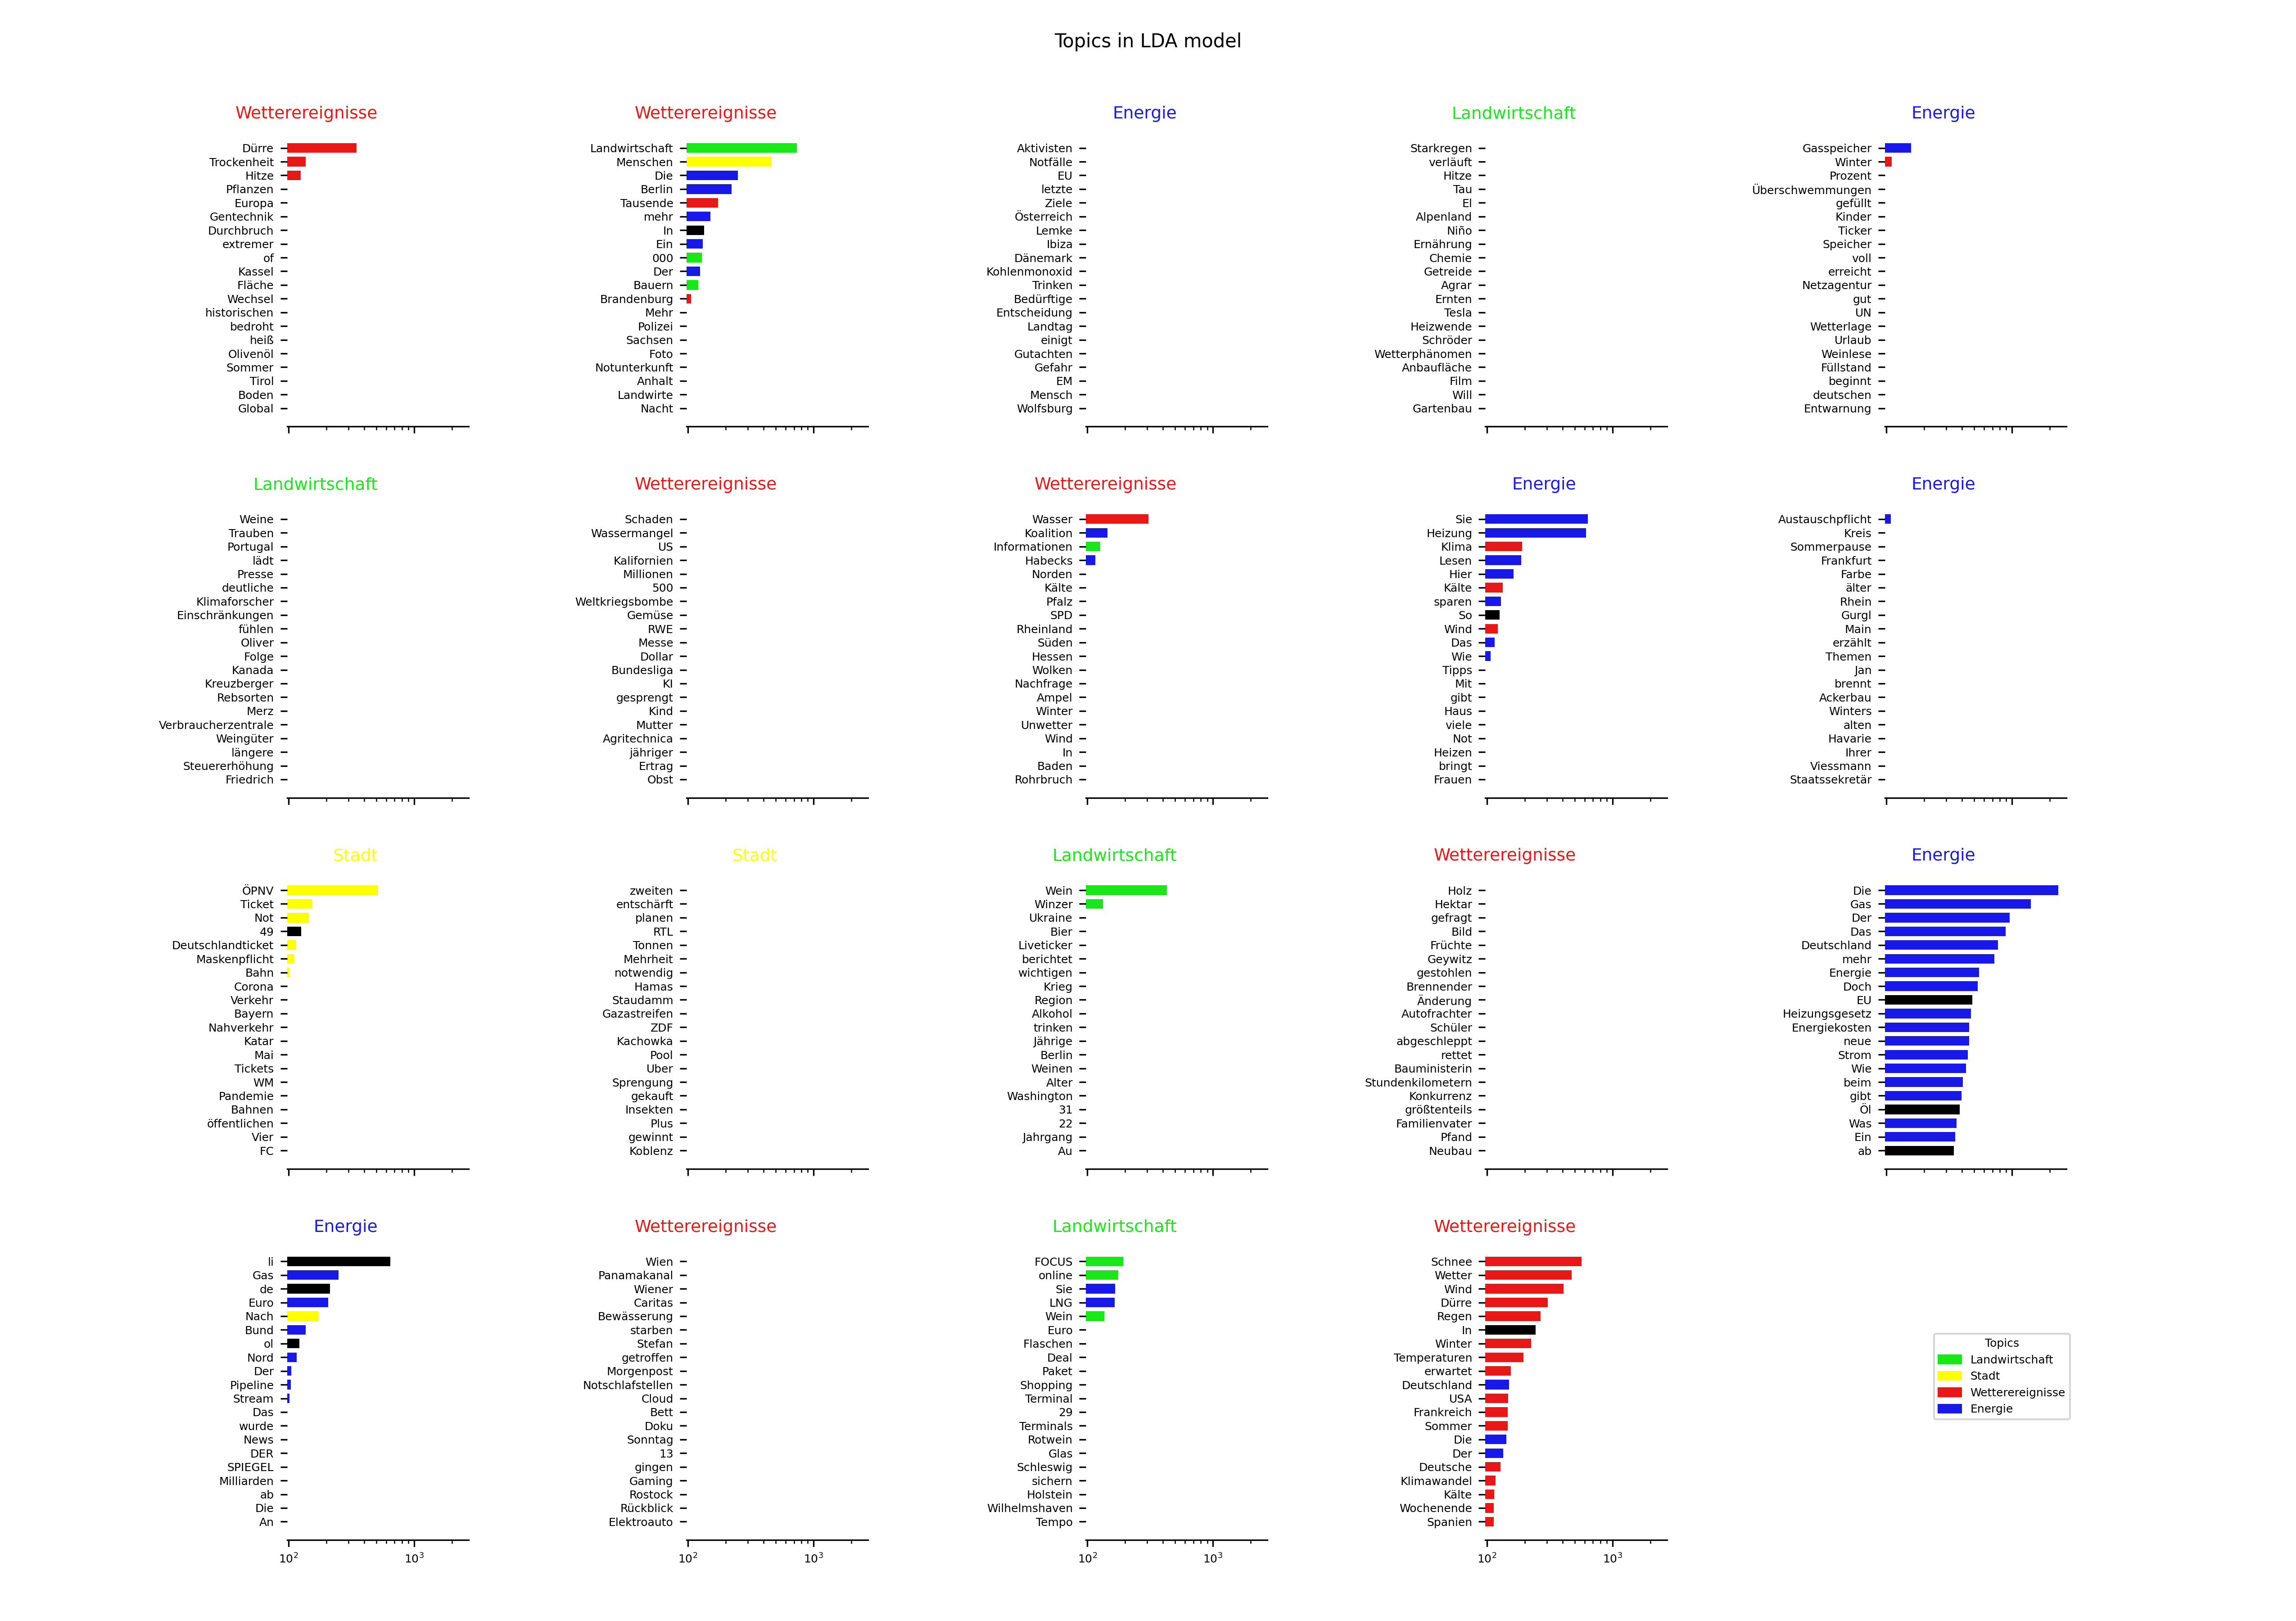 Topics in LDA model
Wetterereignisse
Dürre
Trockenheit
Hitze
Pflanzen
Europa
Gentechnik
Durchbruch
extremer
of
Kassel
Fläche
Wechsel
historischen
bedroht
heiß
Olivenöl
Sommer
Tirol
Boden
Global
Wetterereignisse
Landwirtschaft
Menschen
Die
Berlin
Tausende
mehr
In
Ein
000
Der
Bauern
Brandenburg
Mehr
Polizei
Sachsen
Foto
Notunterkunft
Anhalt
Landwirte
Nacht
Energie
Aktivisten
Notfälle
EU
letzte
Ziele
Österreich
Lemke
Ibiza
Dänemark
Kohlenmonoxid
Trinken
Bedürftige
Entscheidung
Landtag
einigt
Gutachten
Gefahr
EM
Mensch
Wolfsburg
Landwirtschaft
Starkregen
verläuft
Hitze
Tau
El
Alpenland
Niño
Ernährung
Chemie
Getreide
Agrar
Ernten
Tesla
Heizwende
Schröder
Wetterphänomen
Anbaufläche
Film
Will
Gartenbau
Energie
Gasspeicher
Winter
Prozent
Überschwemmungen
gefüllt
Kinder
Ticker
Speicher
voll
erreicht
Netzagentur
gut
UN
Wetterlage
Urlaub
Weinlese
Füllstand
beginnt
deutschen
Entwarnung
Landwirtschaft
Weine
Trauben
Portugal
lädt
Presse
deutliche
Klimaforscher
Einschränkungen
fühlen
Oliver
Folge
Kanada
Kreuzberger
Rebsorten
Merz
Verbraucherzentrale
Weingüter
längere
Steuererhöhung
Friedrich
Wetterereignisse
Schaden
Wassermangel
US
Kalifornien
Millionen
500
Weltkriegsbombe
Gemüse
RWE
Messe
Dollar
Bundesliga
KI
gesprengt
Kind
Mutter
Agritechnica
jähriger
Ertrag
Obst
Wetterereignisse
Wasser
Koalition
Informationen
Habecks
Norden
Kälte
Pfalz
SPD
Rheinland
Süden
Hessen
Wolken
Nachfrage
Ampel
Winter
Unwetter
Wind
In
Baden
Rohrbruch
Energie
Sie
Heizung
Klima
Lesen
Hier
Kälte
sparen
So
Wind
Das
Wie
Tipps
Mit
gibt
Haus
viele
Not
Heizen
bringt
Frauen
Energie
Austauschpflicht
Kreis
Sommerpause
Frankfurt
Farbe
älter
Rhein
Gurgl
Main
erzählt
Themen
Jan
brennt
Ackerbau
Winters
alten
Havarie
Ihrer
Viessmann
Staatssekretär
Stadt
ÖPNV
Ticket
Not
49
Deutschlandticket
Maskenpflicht
Bahn
Corona
Verkehr
Bayern
Nahverkehr
Katar
Mai
Tickets
WM
Pandemie
Bahnen
öffentlichen
Vier
FC
Stadt
zweiten
entschärft
planen
RTL
Tonnen
Mehrheit
notwendig
Hamas
Staudamm
Gazastreifen
ZDF
Kachowka
Pool
Uber
Sprengung
gekauft
Insekten
Plus
gewinnt
Koblenz
Landwirtschaft
Wein
Winzer
Ukraine
Bier
Liveticker
berichtet
wichtigen
Krieg
Region
Alkohol
trinken
Jährige
Berlin
Weinen
Alter
Washington
31
22
Jahrgang
Au
Wetterereignisse
Holz
Hektar
gefragt
Bild
Früchte
Geywitz
gestohlen
Brennender
Änderung
Autofrachter
Schüler
abgeschleppt
rettet
Bauministerin
Stundenkilometern
Konkurrenz
größtenteils
Familienvater
Pfand
Neubau
Energie
Die
Gas
Der
Das
Deutschland
mehr
Energie
Doch
EU
Heizungsgesetz
Energiekosten
neue
Strom
Wie
beim
gibt
Öl
Was
Ein
ab
Energie
li
Gas
de
Euro
Nach
Bund
ol
Nord
Der
Pipeline
Stream
Das
wurde
News
DER
SPIEGEL
Milliarden
ab
Die
An
10²
10³
Wetterereignisse
Wien
Panamakanal
Wiener
Caritas
Bewässerung
starben
Stefan
getroffen
Morgenpost
Notschlafstellen
Cloud
Bett
Doku
Sonntag
13
gingen
Gaming
Rostock
Rückblick
Elektroauto
10²
10³
Landwirtschaft
FOCUS
online
Sie
LNG
Wein
Euro
Flaschen
Deal
Paket
Shopping
Terminal
29
Terminals
Rotwein
Glas
Schleswig
sichern
Holstein
Wilhelmshaven
Tempo
10²
10³
Wetterereignisse
Schnee
Wetter
Wind
Dürre
Regen
In
Winter
Temperaturen
erwartet
Deutschland
USA
Frankreich
Sommer
Die
Der
Deutsche
Klimawandel
Kälte
Wochenende
Spanien
10²
10³
Topics
Landwirtschaft
Stadt
Wetterereignisse
Energie